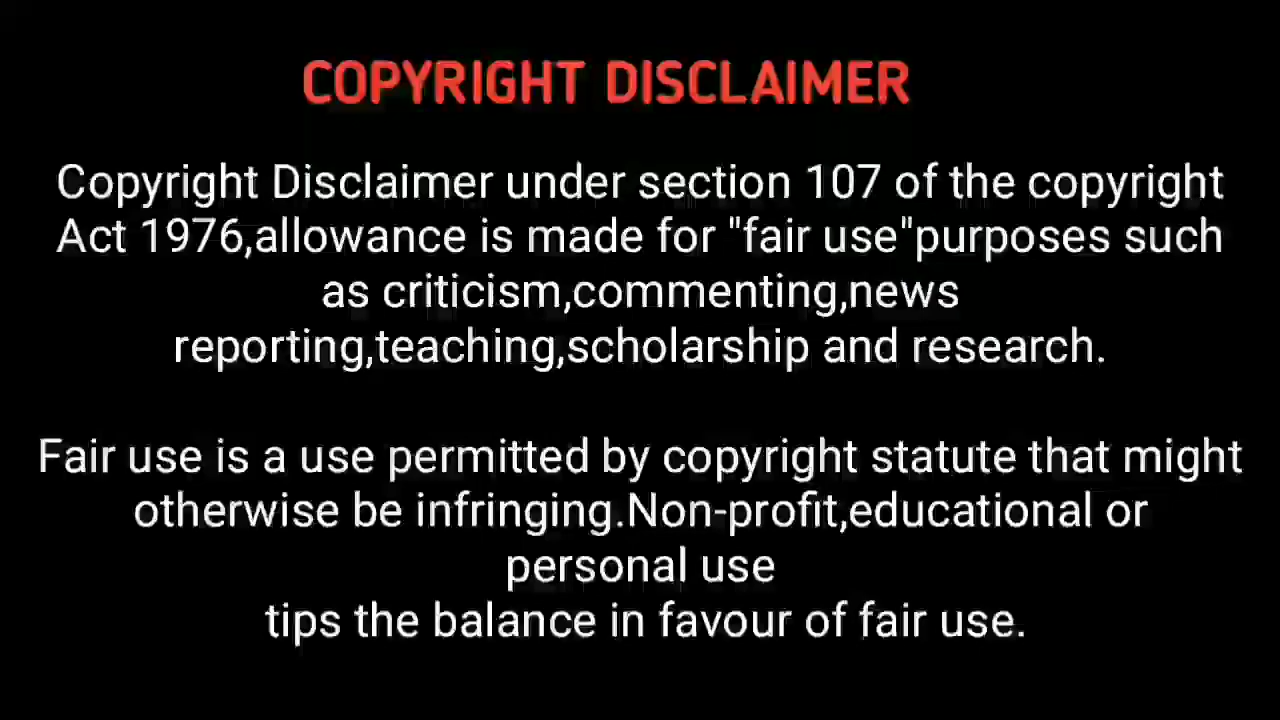 COPYRIGHT DISCLAIMER
Copyright Disclaimer under section 107 of the copyright
Act 1976,allowance is made for "fair use"purposes such
as criticism,commenting,news
reporting,teaching,scholarship and research.
Fair use is a use permitted by copyright statute that might
otherwise be infringing.Non-profit,educational or
personal use
tips the balance in favour of fair use.